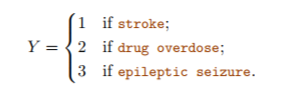 1 if stroke;
Y = 2 if drug overdose;
3 if epileptic seizure.